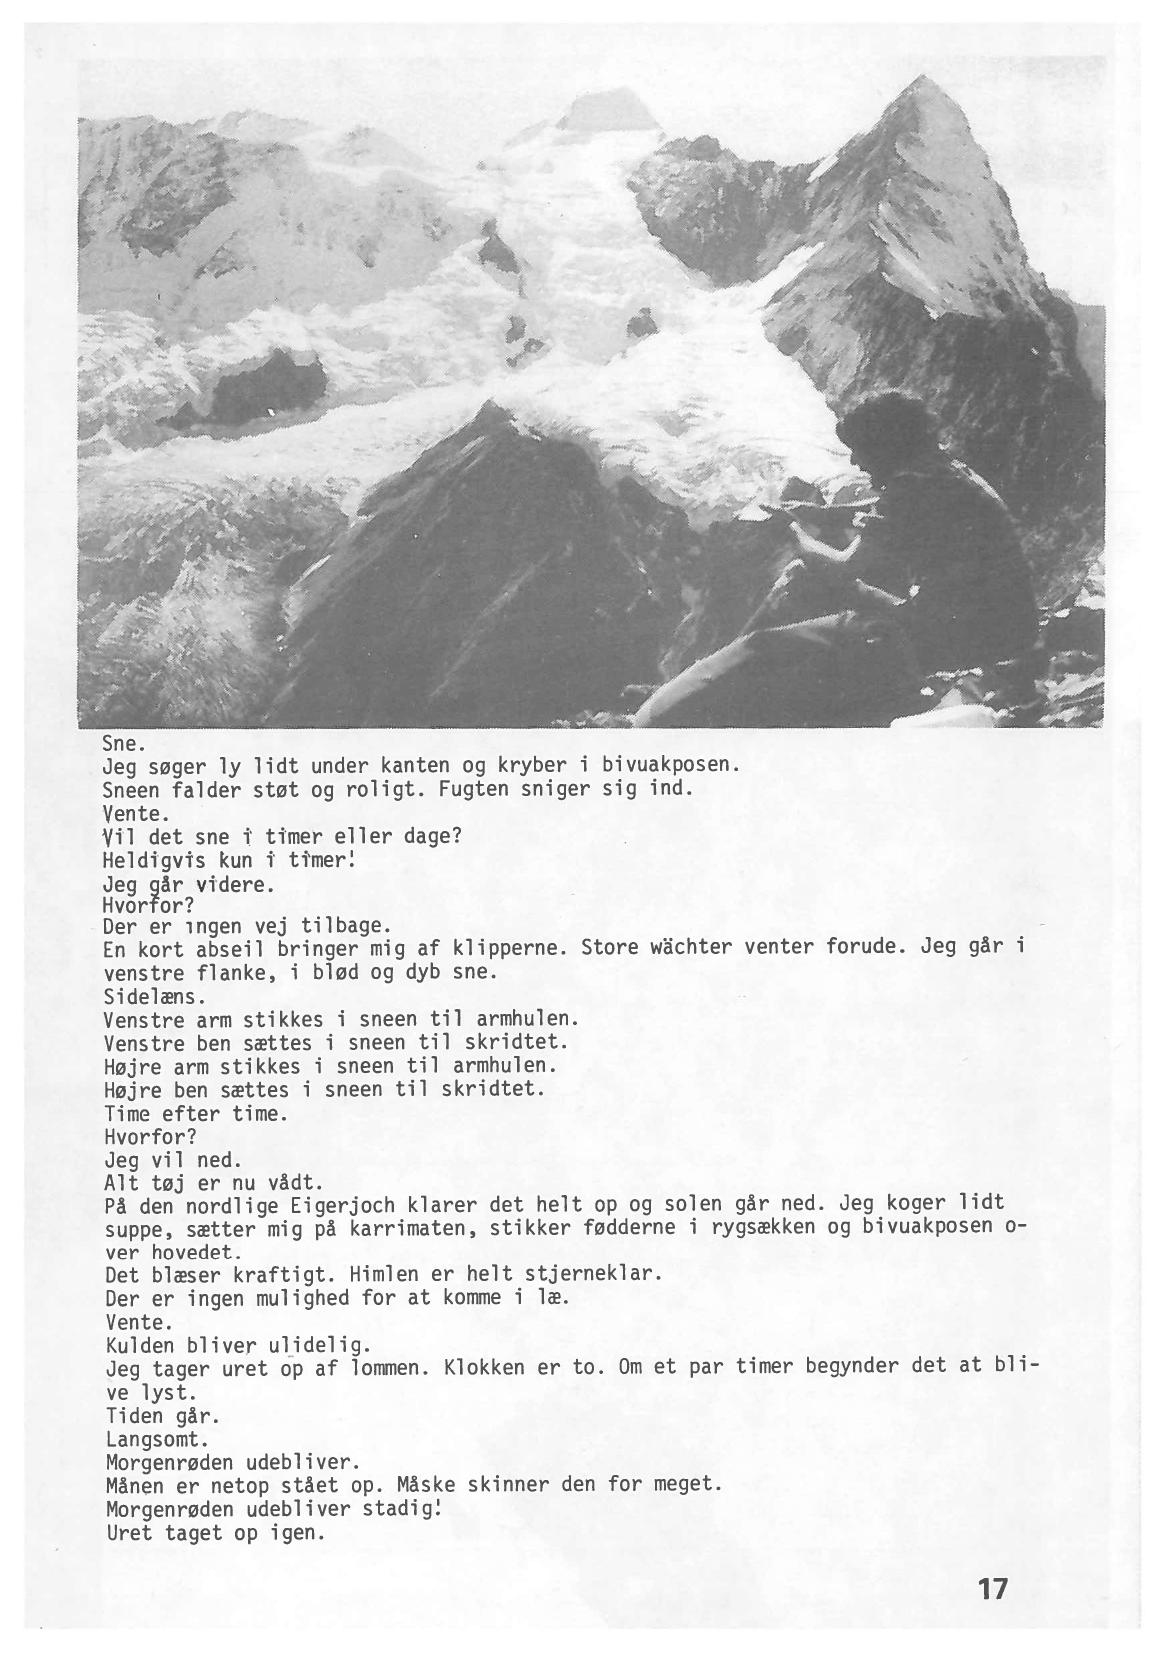 Sne.
Jeg søger ly lidt under kanten og kryber i bivuakposen.
Sneen falder støt og roligt. Fugten sniger sig ind.
Vente.
Vil det sne i timer eller dage?
Heldigvis kun i timer!
Jeg går videre.
Hvorfor?
Der er ingen vej tilbage.
En kort abseil bringer mig af klipperne. Store wächter venter forude. Jeg går i
venstre flanke, i blød og dyb sne.
Sidelæns.
Venstre arm stikkes i sneen til armhulen.
Venstre ben sættes i sneen til skridtet.
Højre arm stikkes i sneen til armhulen.
Højre ben sættes i sneen til skridtet.
Time efter time.
Hvorfor?
Jeg vil ned.
Alt tøj er nu vådt.
På den nordlige Eigerjoch klarer det helt op og solen går ned. Jeg koger lidt
suppe, sætter mig på karrimaten, stikker fødderne i rygsækken og bivuakposen o-
ver hovedet.
Det blæser kraftigt. Himlen er helt stjerneklar.
Der er ingen mulighed for at komme i læ.
Vente.
Kulden bliver ulidelig.
Jeg tager uret op af lommen. Klokken er to. Om et par timer begynder det at bli-
ve lyst.
Tiden går.
Langsomt.
Morgenrøden udebliver.
Månen er netop stået op. Måske skinner den for meget.
Morgenrøden udebliver stadig!
Uret taget op igen.
17